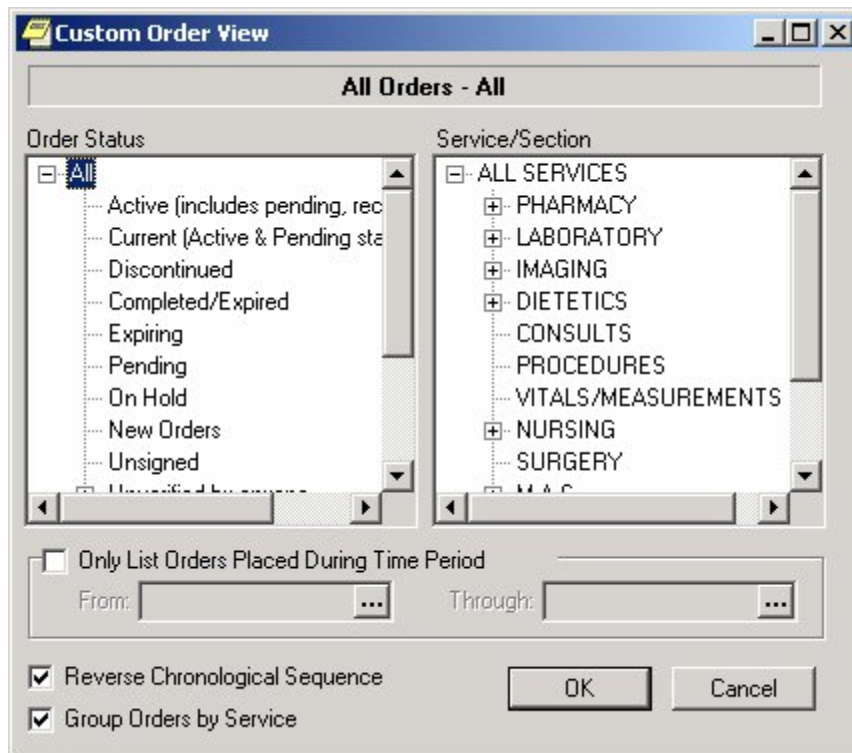 Custom Order View
All Orders - All
Order Status
All
Active (includes pending, rec
Current (Active & Pending sta
Discontinued
Completed/Expired
Expiring
Pending
On Hold
New Orders
Unsigned
Service/Section
ALL SERVICES
PHARMACY
LABORATORY
IMAGING
DIETETICS
CONSULTS
PROCEDURES
VITALS/MEASUREMENTS
NURSING
SURGERY
Only List Orders Placed During Time Period
From: ...
Through: ...
Reverse Chronological Sequence
Group Orders by Service
OK
Cancel